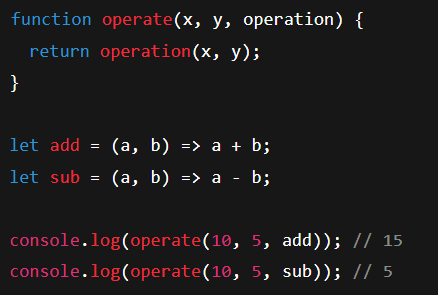 function operate(x, y, operation) {
  return operation(x, y);
}
let add = (a, b) => a + b;
let sub = (a, b) => a - b;
console.log(operate(10, 5, add)); // 15
console.log(operate(10, 5, sub)); // 5